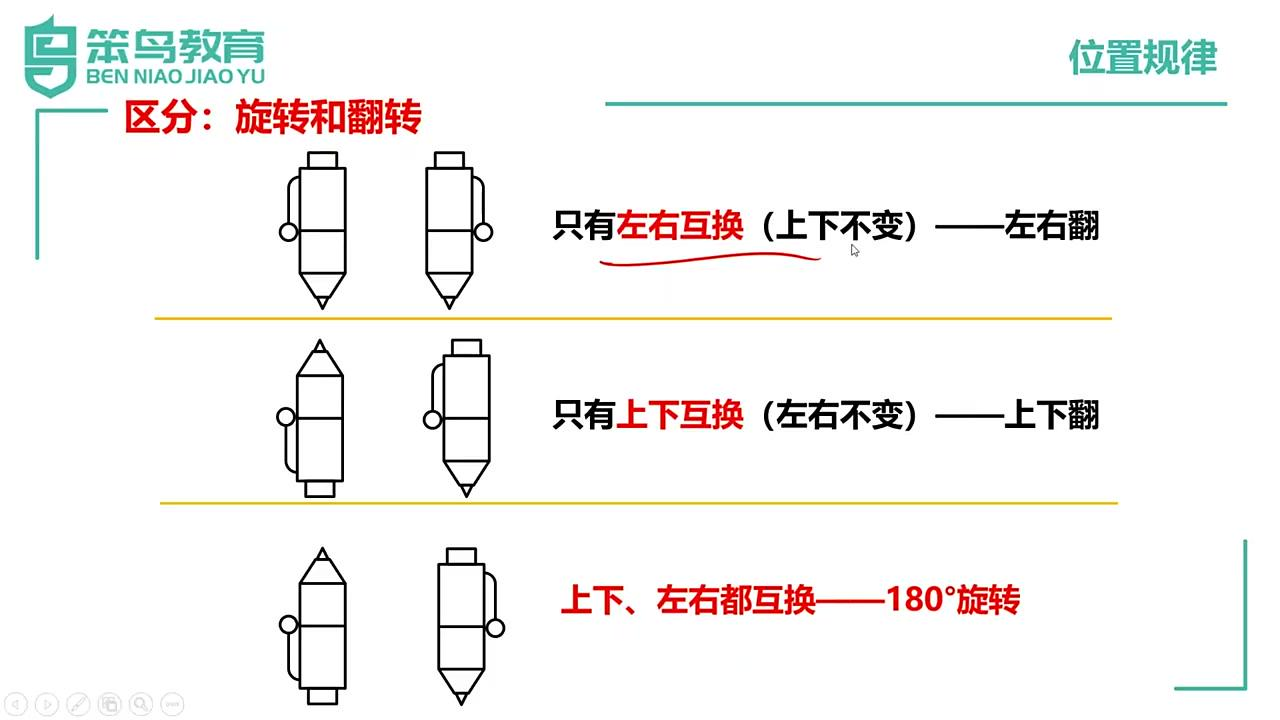 笨鸟教育
BEN NIAO JIAO YU
位置规律
区分：旋转和翻转
只有左右互换（上下不变）——左右翻
只有上下互换（左右不变）——上下翻
上下、左右都互换——180°旋转